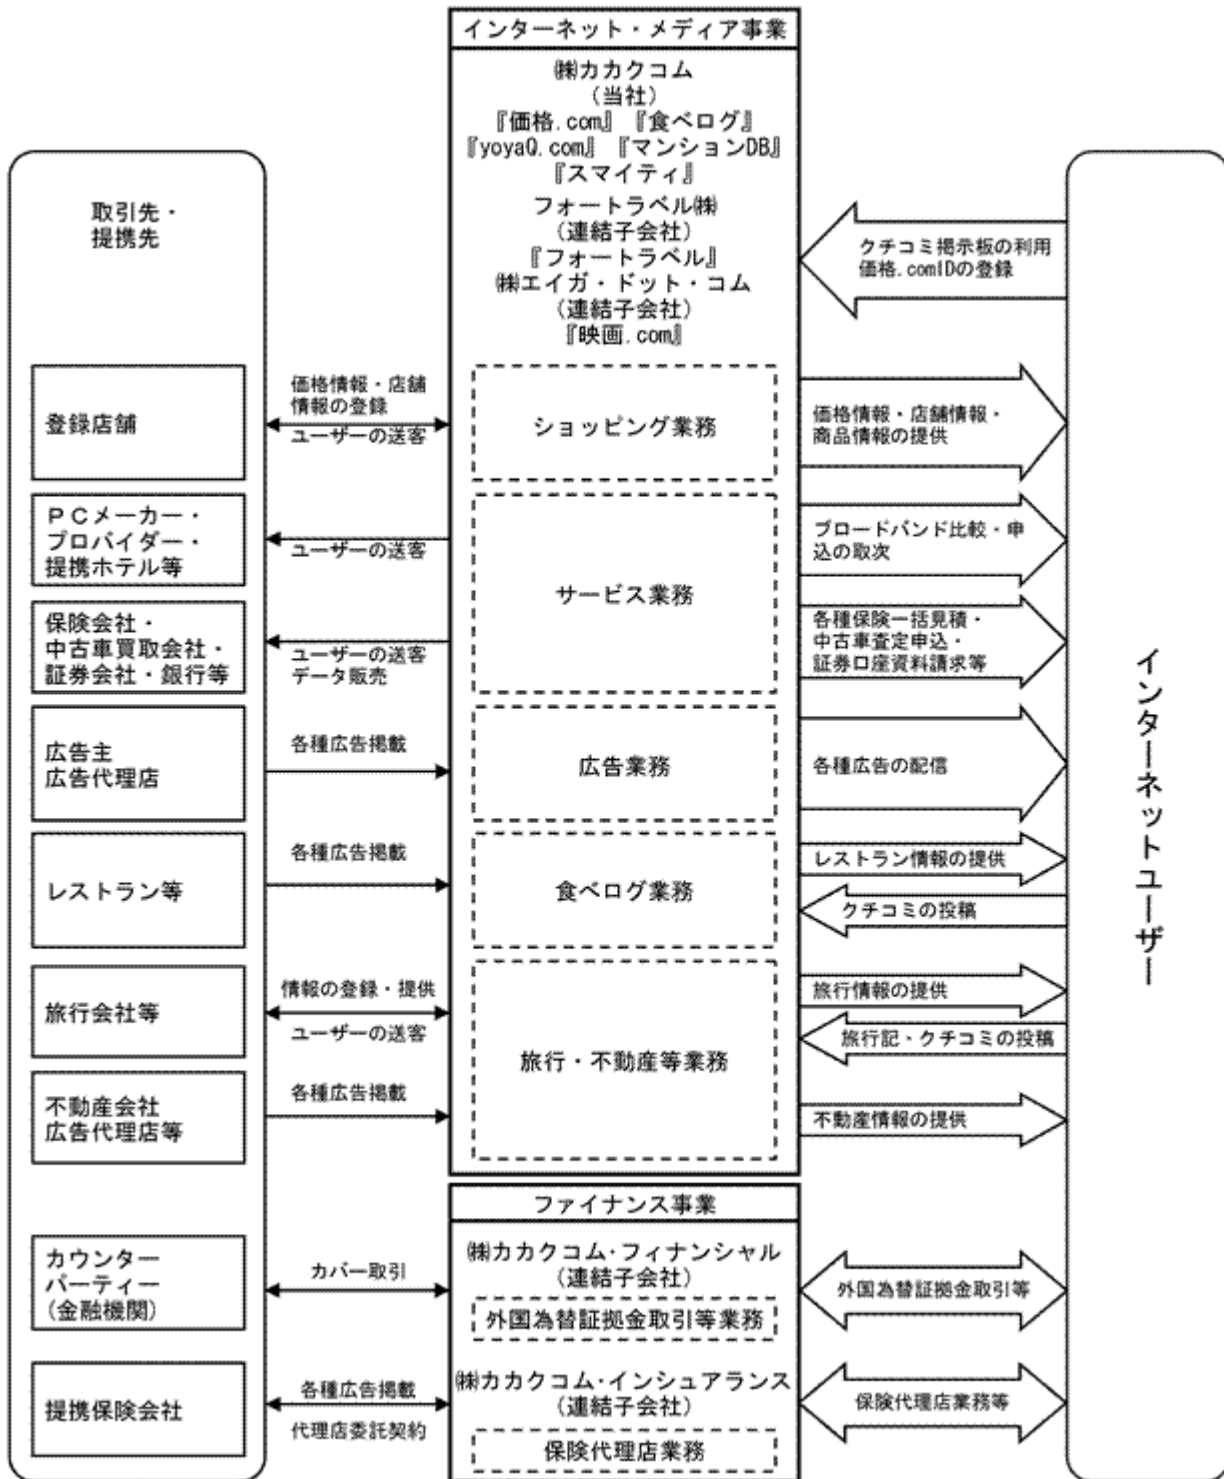 インターネット・メディア事業
㈱カカクコム
（当社）
『価格.com』『食べログ』
『yoyaQ.com』『マンションDB』
『スマイティ』
フォートラベル㈱
（連結子会社）
『フォートラベル』
㈱エイガ・ドット・コム
（連結子会社）
『映画.com』
取引先・
提携先
クチコミ掲示板の利用
価格.comIDの登録
登録店舗
価格情報・店舗
情報の登録
ユーザーの送客
ショッピング業務
価格情報・店舗情報・
商品情報の提供
ＰＣメーカー・
プロバイダー・
提携ホテル等
ユーザーの送客
サービス業務
ブロードバンド比較・申
込の取次
保険会社・
中古車買取会社・
証券会社・銀行等
ユーザーの送客
データ販売
各種保険一括見積・
中古車査定申込・
証券口座資料請求等
広告主
広告代理店
各種広告掲載
広告業務
各種広告の配信
レストラン等
各種広告掲載
食べログ業務
レストラン情報の提供
クチコミの投稿
旅行会社等
情報の登録・提供
ユーザーの送客
旅行・不動産等業務
旅行情報の提供
旅行記・クチコミの投稿
不動産会社
広告代理店等
各種広告掲載
不動産情報の提供
インターネットユーザー
ファイナンス事業
カウンター
パーティー
(金融機関)
カバー取引
㈱カカクコム･フィナンシャル
（連結子会社）
外国為替証拠金取引等業務
外国為替証拠金取引等
提携保険会社
各種広告掲載
代理店委託契約
㈱カカクコム･インシュアランス
（連結子会社）
保険代理店業務
保険代理店業務等